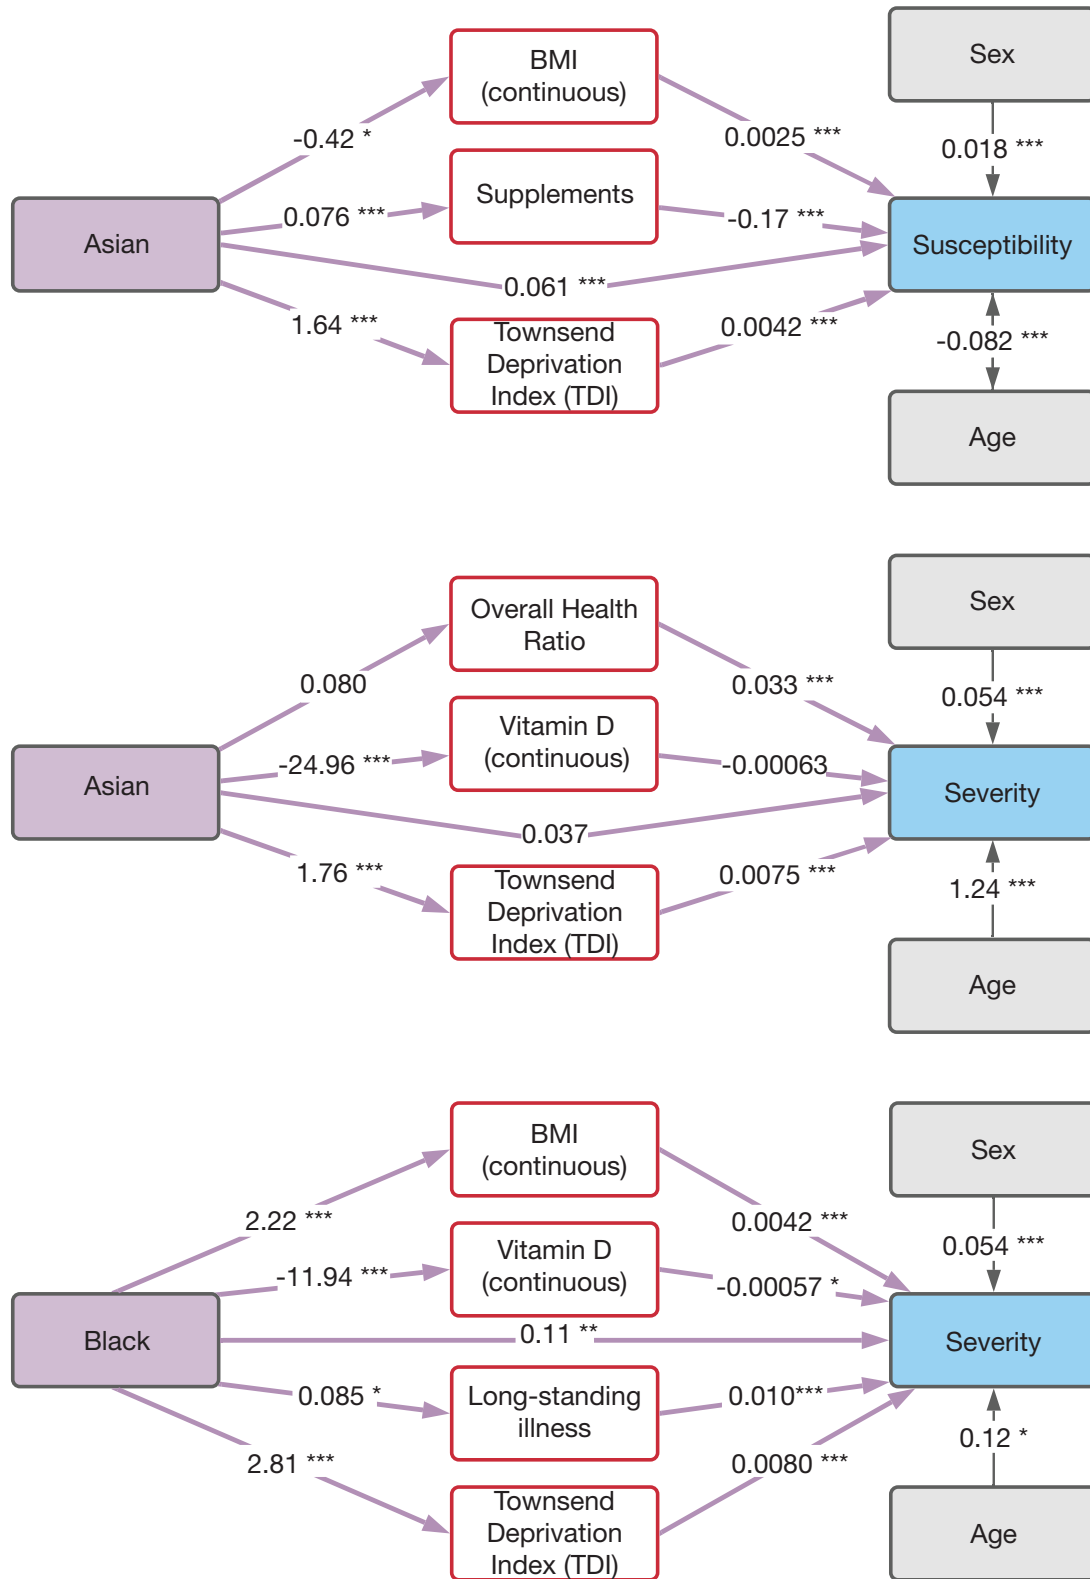 BMI
(continuous)
Sex
-0.42 *
0.0025 ***
0.018 ***
Supplements
0.076 ***
-0.17 ***
Asian
Susceptibility
0.061 ***
1.64 ***
Townsend
Deprivation
Index (TDI)
0.0042 ***
-0.082 ***
Age
Overall Health
Ratio
Sex
0.080
0.033 ***
0.054 ***
Vitamin D
(continuous)
-24.96 ***
-0.00063
Asian
Severity
0.037
1.76 ***
Townsend
Deprivation
Index (TDI)
0.0075 ***
1.24 ***
Age
BMI
(continuous)
Sex
2.22 ***
0.0042 ***
0.054 ***
Vitamin D
(continuous)
-11.94 ***
-0.00057 *
Black
0.11 **
Severity
0.085 *
Long-standing
illness
0.010***
0.12 *
2.81 ***
0.0080 ***
Townsend
Deprivation
Index (TDI)
Age